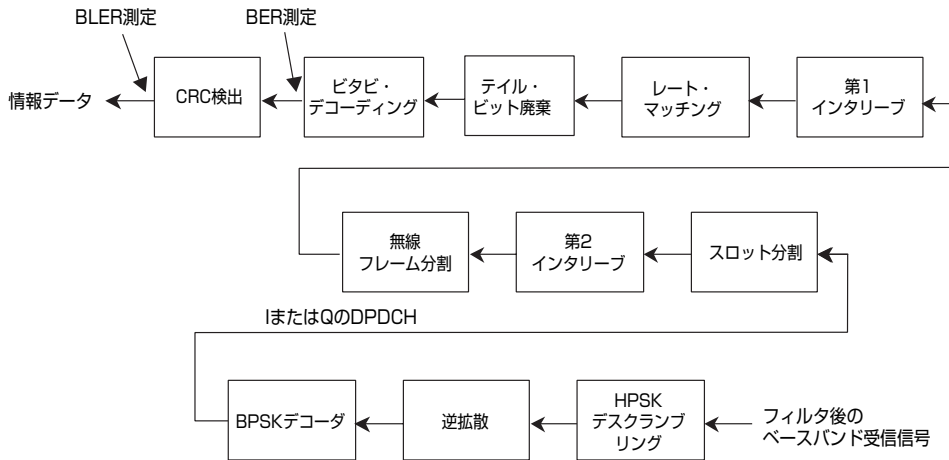 BLER測定
BER測定
情報データ
CRC検出
ビタビ・
デコーディング
テイル・
ビット廃棄
レート・
マッチング
第1
インタリーブ
無線
フレーム分割
第2
インタリーブ
スロット分割
IまたはQのDPDCH
BPSKデコーダ
逆拡散
HPSK
デスクランブ
リング
フィルタ後の
ベースバンド受信信号